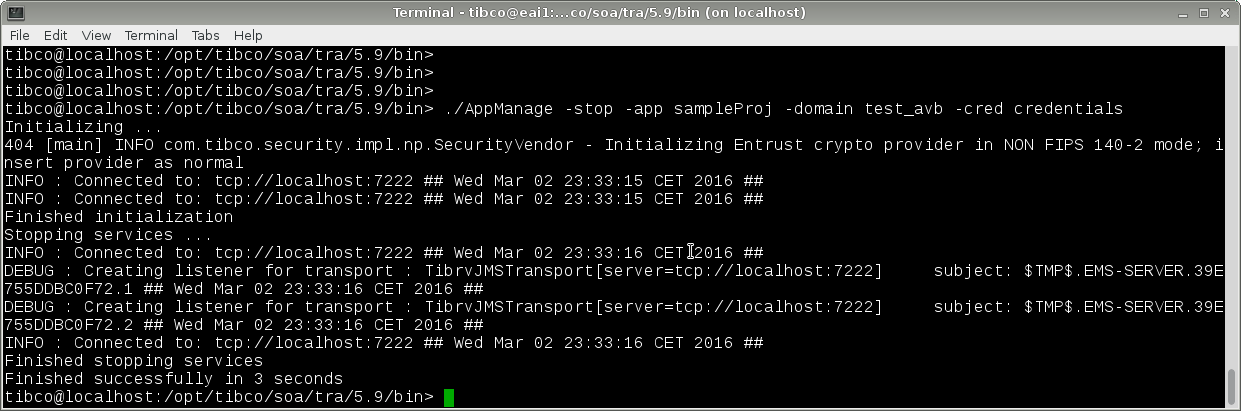 Terminal - tibco@eai1:...co/soa/tra/5.9/bin (on localhost)
File Edit View Terminal Tabs Help
tibco@localhost:/opt/tibco/soa/tra/5.9/bin>
tibco@localhost:/opt/tibco/soa/tra/5.9/bin>
tibco@localhost:/opt/tibco/soa/tra/5.9/bin>
tibco@localhost:/opt/tibco/soa/tra/5.9/bin> ./AppManage -stop -app sampleProj -domain test_avb -cred credentials
Initializing ...
404 [main] INFO com.tibco.security.impl.np.SecurityVendor - Initializing Entrust crypto provider in NON FIPS 140-2 mode; i
nsert provider as normal
INFO : Connected to: tcp://localhost:7222 ## Wed Mar 02 23:33:15 CET 2016 ##
INFO : Connected to: tcp://localhost:7222 ## Wed Mar 02 23:33:15 CET 2016 ##
Finished initialization
Stopping services ...
INFO : Connected to: tcp://localhost:7222 ## Wed Mar 02 23:33:16 CET 2016 ##
DEBUG : Creating listener for transport : TibrvJMSTransport[server=tcp://localhost:7222]     subject: $TMP$.EMS-SERVER.39E
755DDBC0F72.1 ## Wed Mar 02 23:33:16 CET 2016 ##
DEBUG : Creating listener for transport : TibrvJMSTransport[server=tcp://localhost:7222]     subject: $TMP$.EMS-SERVER.39E
755DDBC0F72.2 ## Wed Mar 02 23:33:16 CET 2016 ##
INFO : Connected to: tcp://localhost:7222 ## Wed Mar 02 23:33:16 CET 2016 ##
Finished stopping services
Finished successfully in 3 seconds
tibco@localhost:/opt/tibco/soa/tra/5.9/bin>